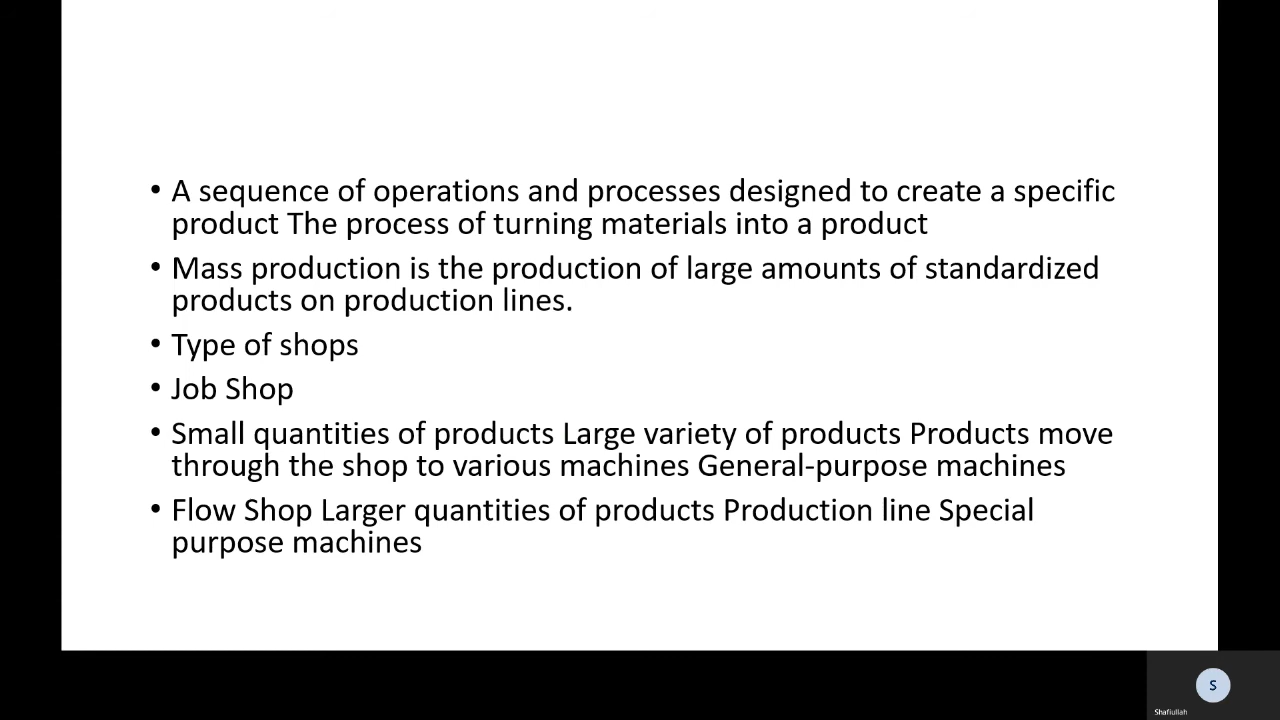 • A sequence of operations and processes designed to create a specific
product The process of turning materials into a product
• Mass production is the production of large amounts of standardized
products on production lines.
• Type of shops
• Job Shop
• Small quantities of products Large variety of products Products move
through the shop to various machines General-purpose machines
• Flow Shop Larger quantities of products Production line Special
purpose machines
S
Shafiullah